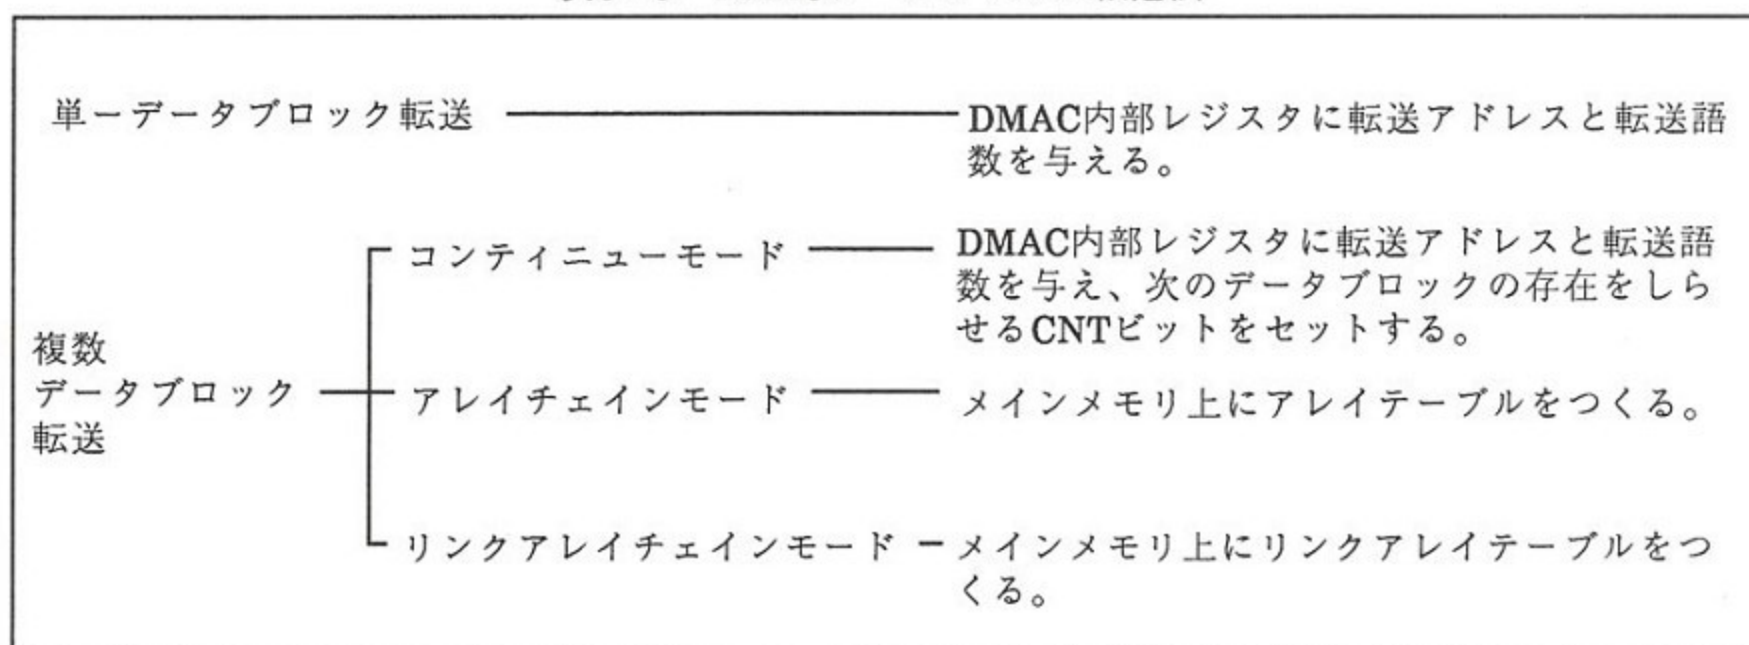 単一データブロック転送
DMAC内部レジスタに転送アドレスと転送語
数を与える。
複数
データブロック
転送
コンティニューモード
DMAC内部レジスタに転送アドレスと転送語
数を与え、次のデータブロックの存在をしら
せるCNTビットをセットする。
アレイチェインモード
メインメモリ上にアレイテーブルをつくる。
リンクアレイチェインモード
メインメモリ上にリンクアレイテーブルをつ
くる。